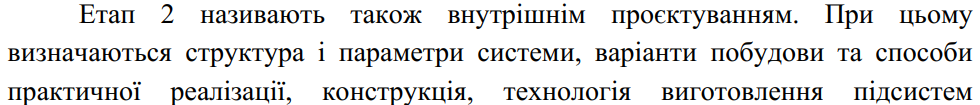 Етап 2 називають також внутрішнім проєктуванням. При цьому
визначаються структура і параметри системи, варіанти побудови та способи
практичної реалізації, конструкція, технологія виготовлення підсистем